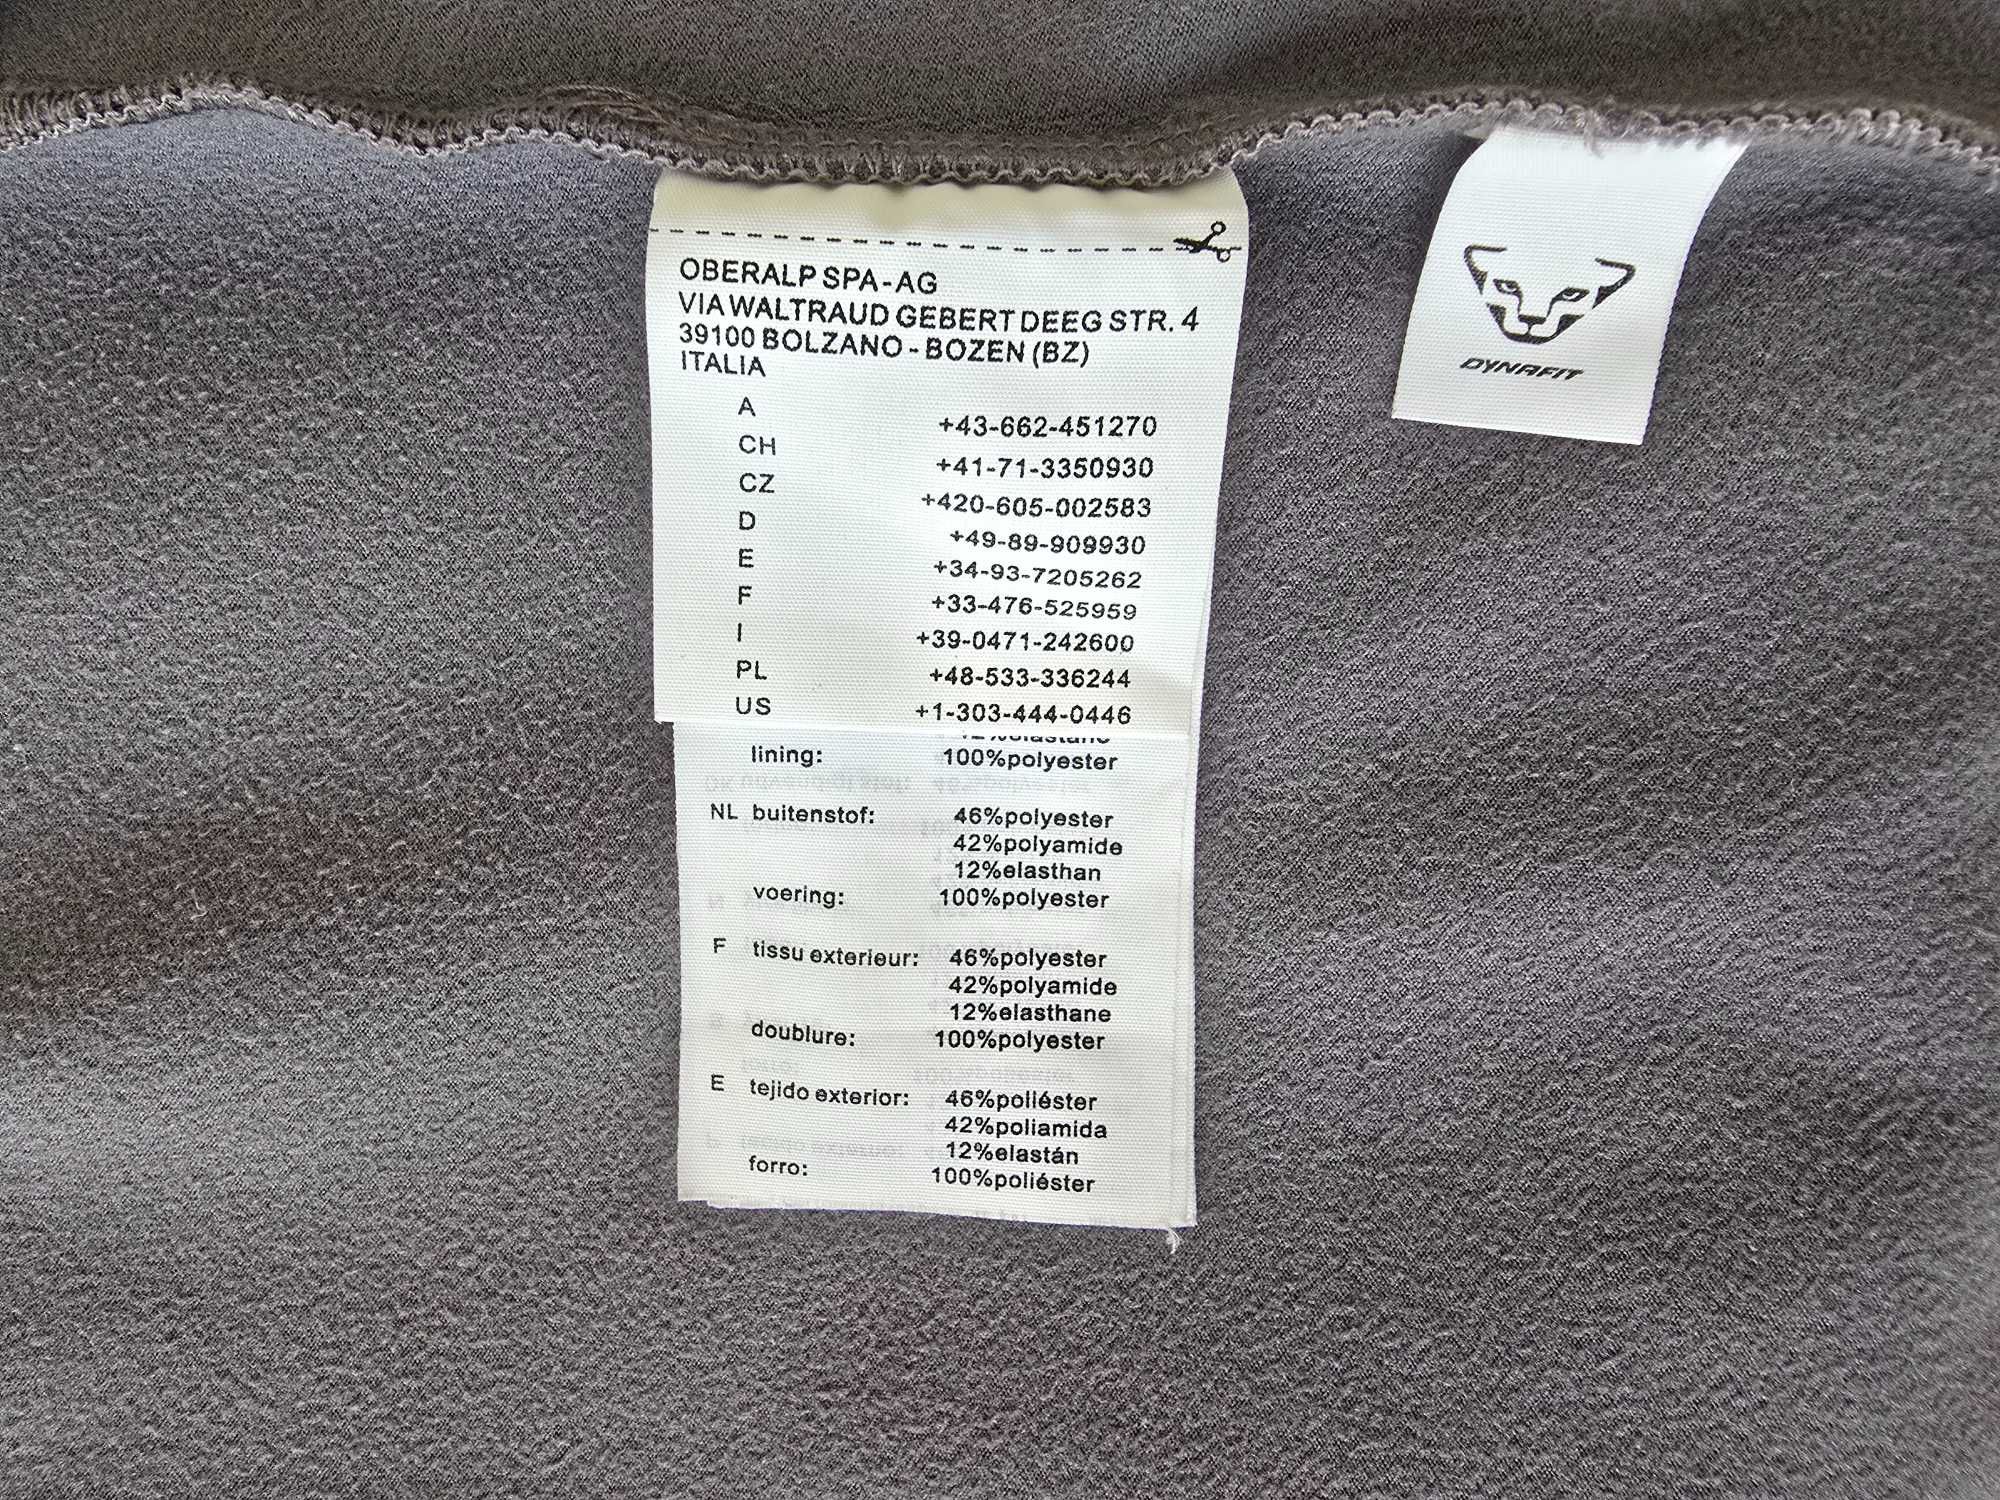 OBERALP SPA-AG
VIA WALTRAUD GEBERT DEEG STR. 4
39100 BOLZANO - BOZEN (BZ)
ITALIA
A +43-662-451270
CH +41-71-3350930
CZ +420-605-002583
D +49-89-909930
E +34-93-7205262
F +33-476-525959
I +39-0471-242600
PL +48-533-336244
US +1-303-444-0446
lining: 100%polyester
NL buitenstof: 46%polyester
42%polyamide
12%elasthan
voering: 100%polyester
F tissu exterieur: 46%polyester
42%polyamide
12%elasthane
doublure: 100%polyester
E tejido exterior: 46%poliéster
42%poliamida
12%elastán
forro: 100%poliéster
DYNAFIT